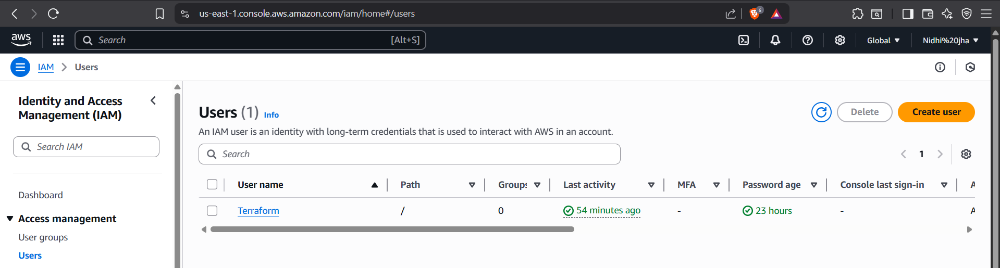 us-east-1.console.aws.amazon.com/iam/home#/users
6
aws
Search
[Alt+S]
Global
Nidhi%20jha
IAM
Users
Identity and Access
Management (IAM)
Search IAM
Dashboard
Access management
User groups
Users
Users (1)
Info
Delete
Create user
An IAM user is an identity with long-term credentials that is used to interact with AWS in an account.
Search
1
User name
Path
Groups
Last activity
MFA
Password age
Console last sign-in
A
Terraform
/
0
54 minutes ago
-
23 hours
-
A